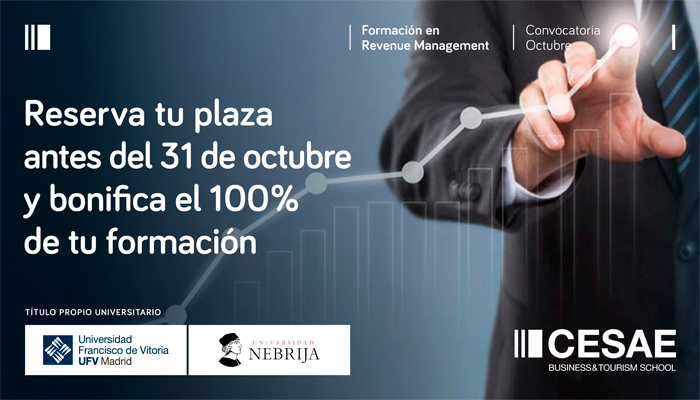 Formación en
Revenue Management
Convocatoria
Octubre
Reserva tu plaza
antes del 31 de octubre
y bonifica el 100%
de tu formación
TÍTULO PROPIO UNIVERSITARIO
Universidad
Francisco de Vitoria
UFV Madrid
UNIVERSIDAD
NEBRIJA
CESAE
BUSINESS&TOURISM SCHOOL